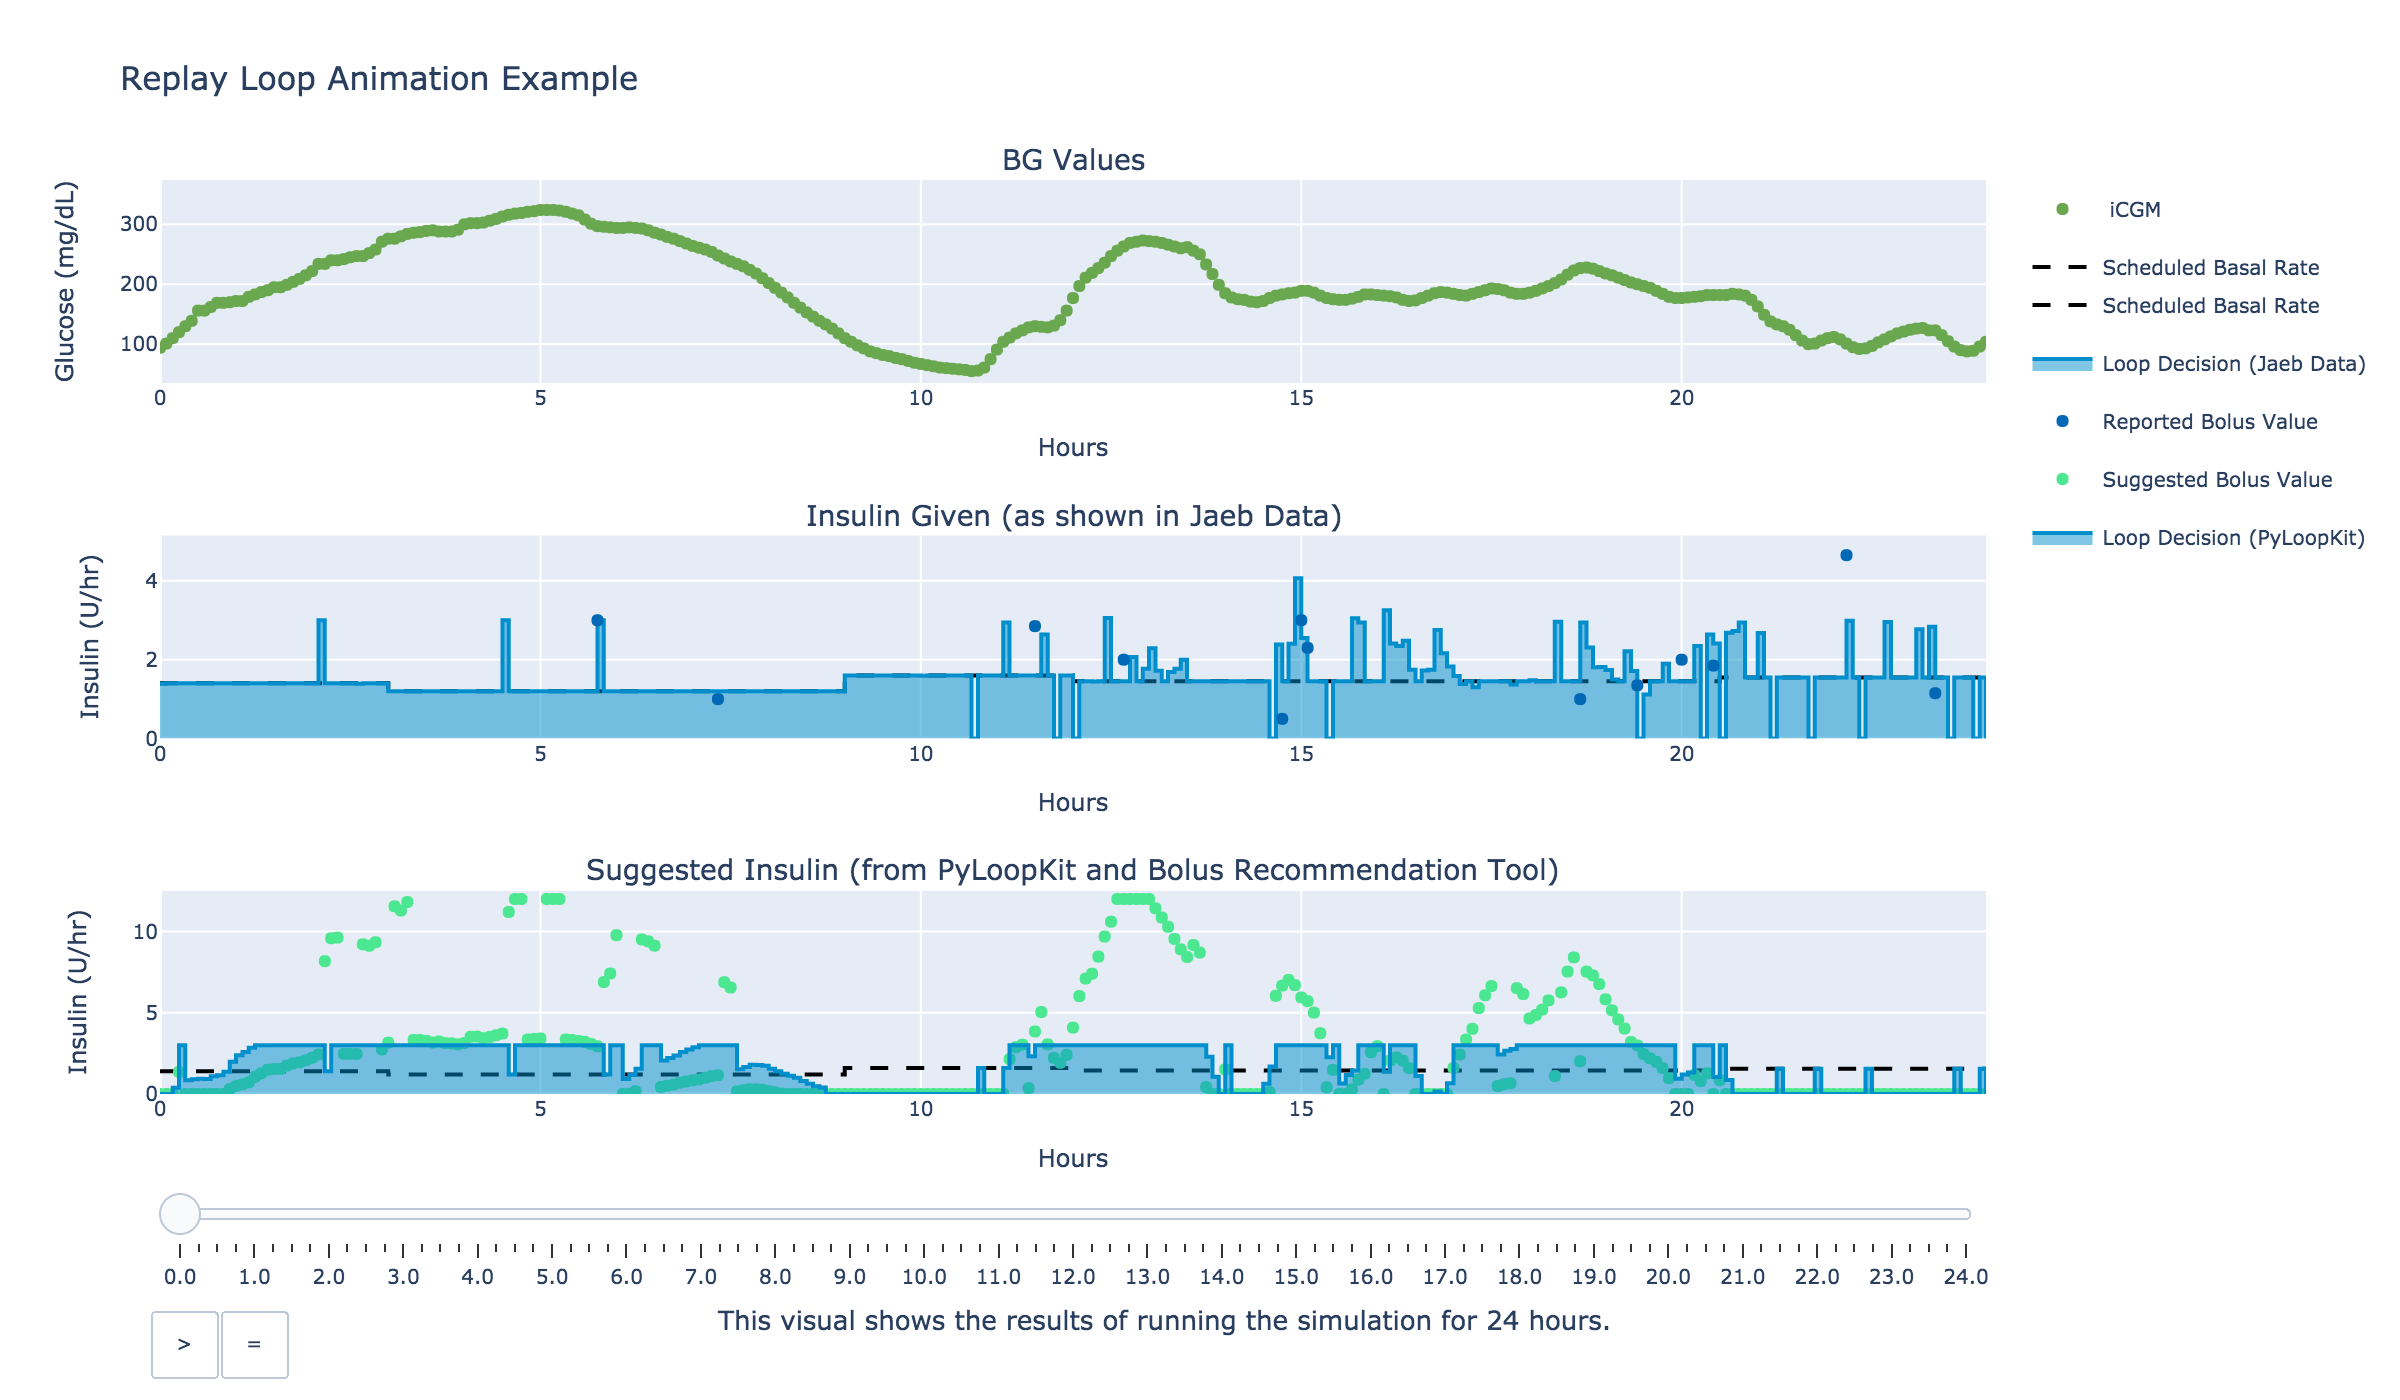 Replay Loop Animation Example
BG Values
Glucose (mg/dL)
300
200
100
0 5 10 15 20
Hours
iCGM
Scheduled Basal Rate
Scheduled Basal Rate
Loop Decision (Jaeb Data)
Reported Bolus Value
Suggested Bolus Value
Loop Decision (PyLoopKit)
Insulin Given (as shown in Jaeb Data)
Insulin (U/hr)
4
2
0
0 5 10 15 20
Hours
Suggested Insulin (from PyLoopKit and Bolus Recommendation Tool)
Insulin (U/hr)
10
5
0
0 5 10 15 20
Hours
0.0 1.0 2.0 3.0 4.0 5.0 6.0 7.0 8.0 9.0 10.0 11.0 12.0 13.0 14.0 15.0 16.0 17.0 18.0 19.0 20.0 21.0 22.0 23.0 24.0
> =
This visual shows the results of running the simulation for 24 hours.